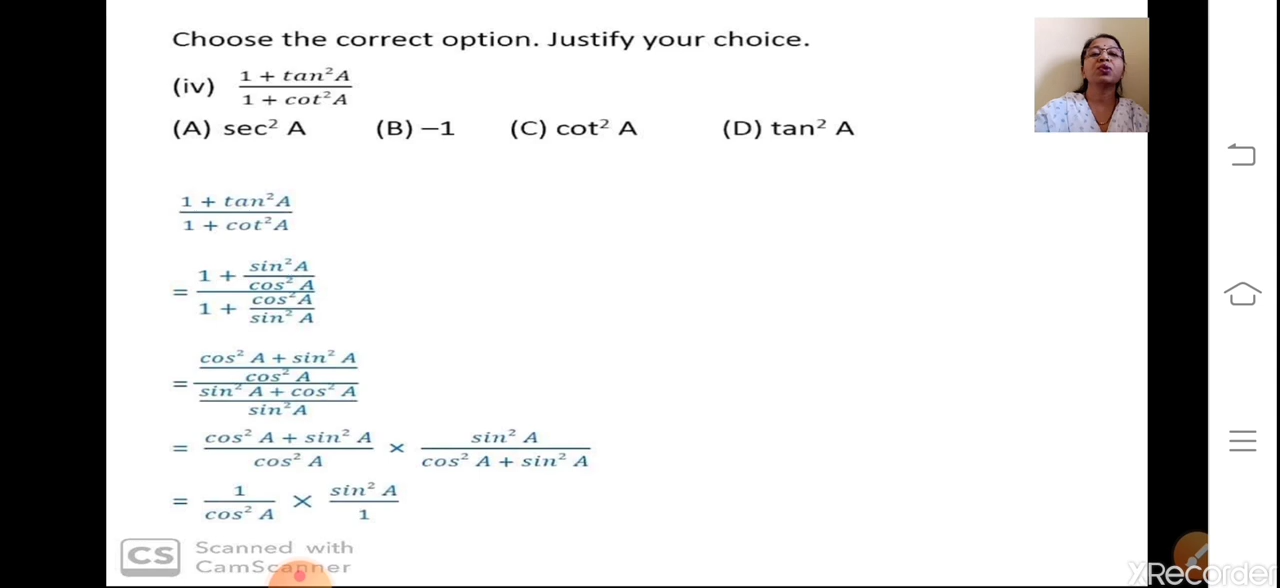 Choose the correct option. Justify your choice.
(iv) (1 + tan²A)/(1 + cot²A)
(A) sec² A (B) −1 (C) cot² A (D) tan² A
(1 + tan²A)/(1 + cot²A)
= (1 + sin²A/cos² A)/(1 + cos²A/sin² A)
= ((cos² A + sin² A)/cos² A)/((sin² A + cos² A)/sin²A)
= (cos² A + sin² A)/(cos² A) × (sin² A)/(cos² A + sin² A)
= 1/(cos² A) × (sin² A)/1
CS Scanned with
CamScanner
XRecorder